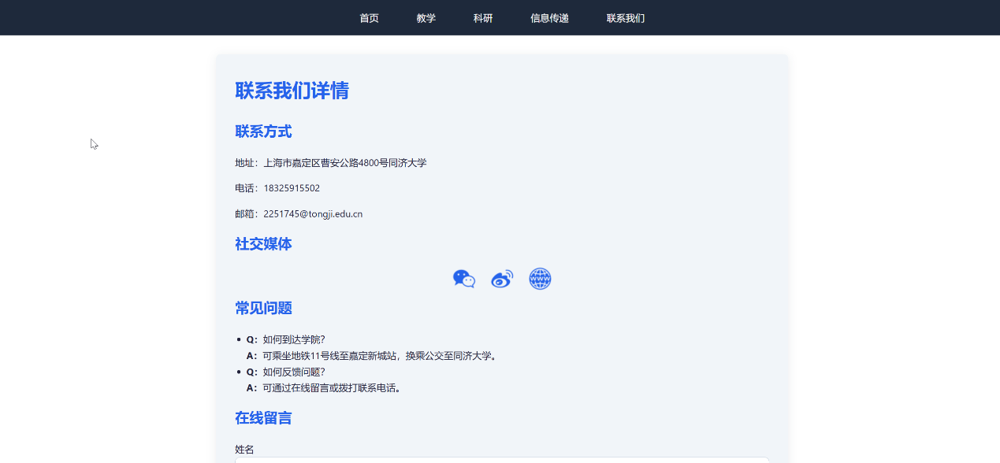 首页 教学 科研 信息传递 联系我们
联系我们详情
联系方式
地址：上海市嘉定区曹安公路4800号同济大学
电话：18325915502
邮箱：2251745@tongji.edu.cn
社交媒体
WWW
常见问题
• Q：如何到达学院？
A：可乘坐地铁11号线至嘉定新城站，换乘公交至同济大学。
• Q：如何反馈问题？
A：可通过在线留言或拨打联系电话。
在线留言
姓名